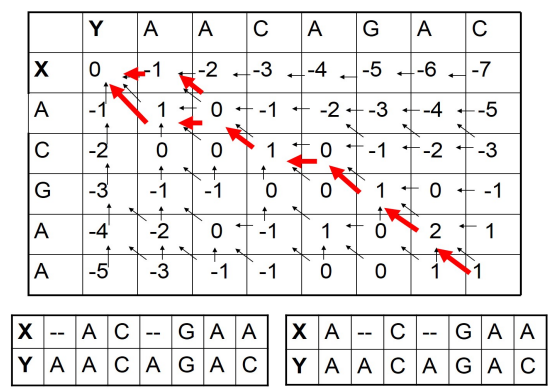 Y A A C A G A C
X 0 -1 -2 -3 -4 -5 -6 -7
A -1 1 0 -1 -2 -3 -4 -5
C -2 0 0 1 0 -1 -2 -3
G -3 -1 -1 0 0 1 0 -1
A -4 -2 0 -1 1 0 2 1
A -5 -3 -1 -1 0 0 1 1
X -- A C -- G A A
Y A A C A G A C
X A -- C -- G A A
Y A A C A G A C